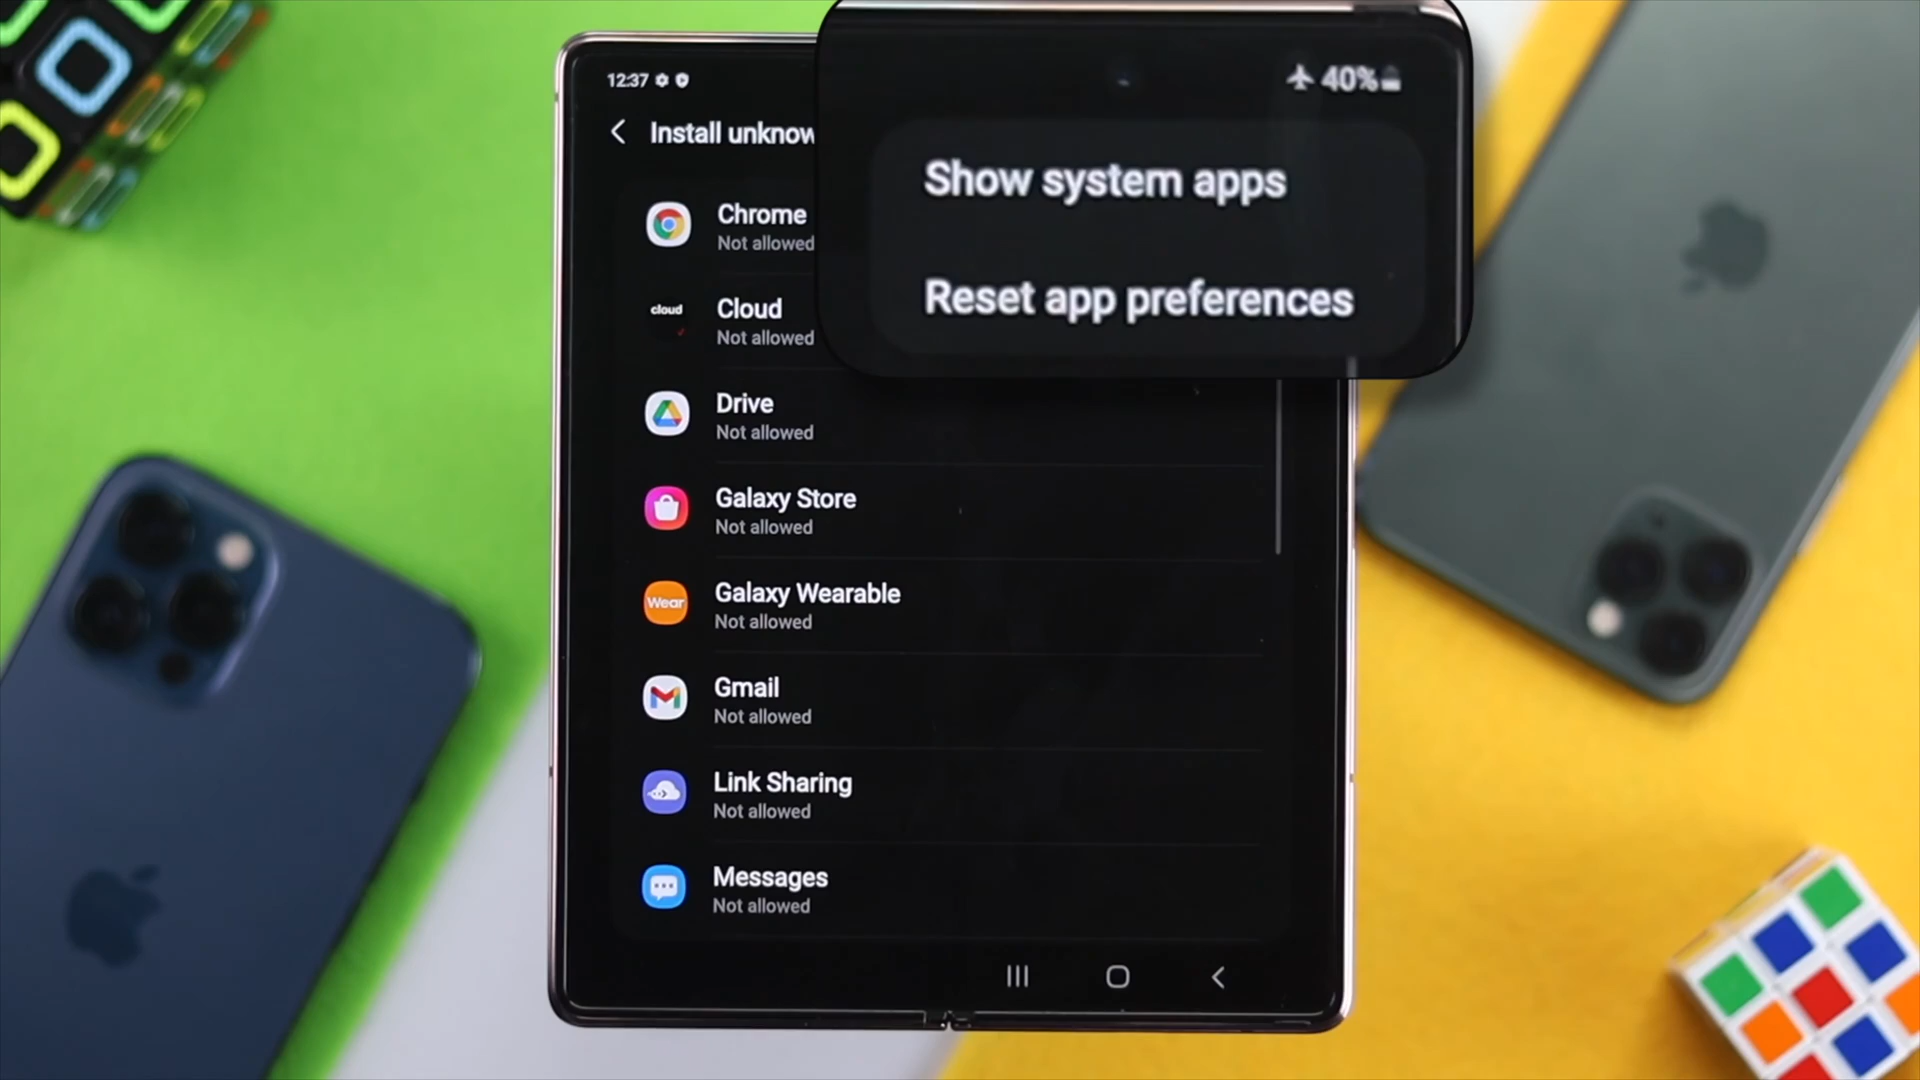 12:37
40%
Install unknow
Show system apps
Reset app preferences
Chrome
Not allowed
cloud
Cloud
Not allowed
Drive
Not allowed
Galaxy Store
Not allowed
Wear
Galaxy Wearable
Not allowed
Gmail
Not allowed
Link Sharing
Not allowed
Messages
Not allowed